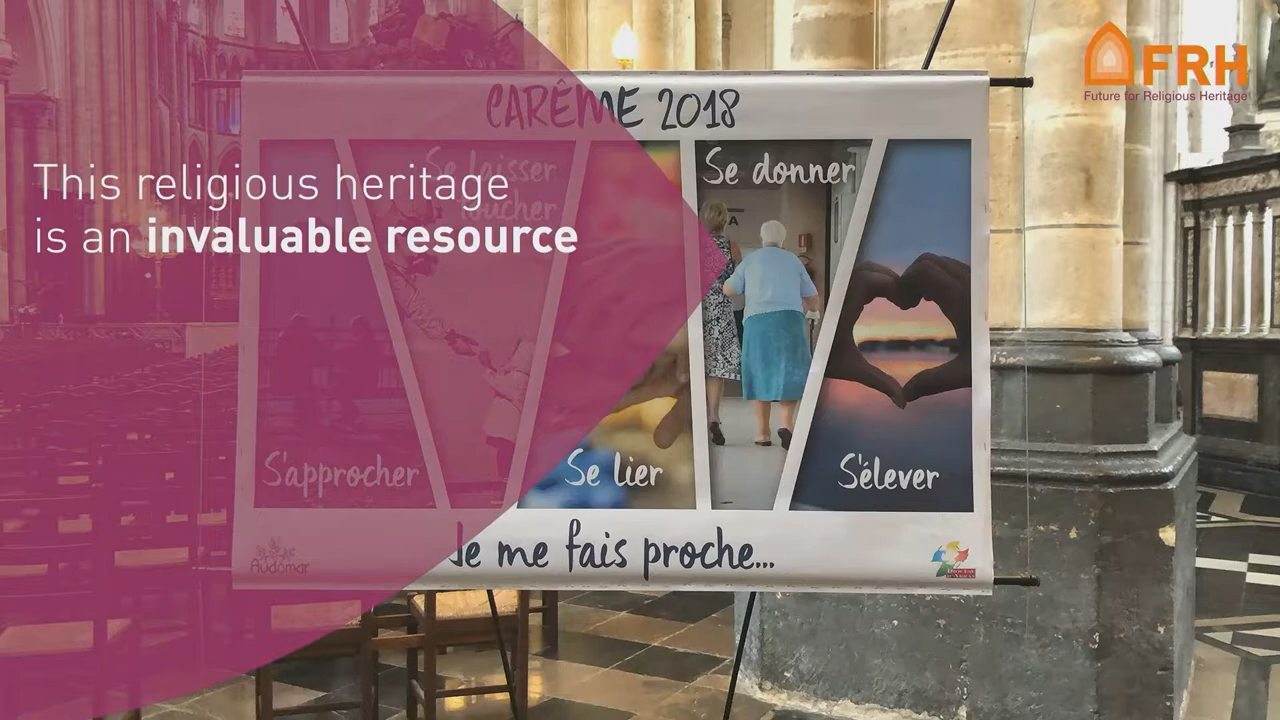 FRH
Future for Religious Heritage
This religious heritage
is an invaluable resource
CARÊME 2018
Se laisser
toucher
Se donner
S'approcher
Se lier
S'élever
Je me fais proche...
Audomar